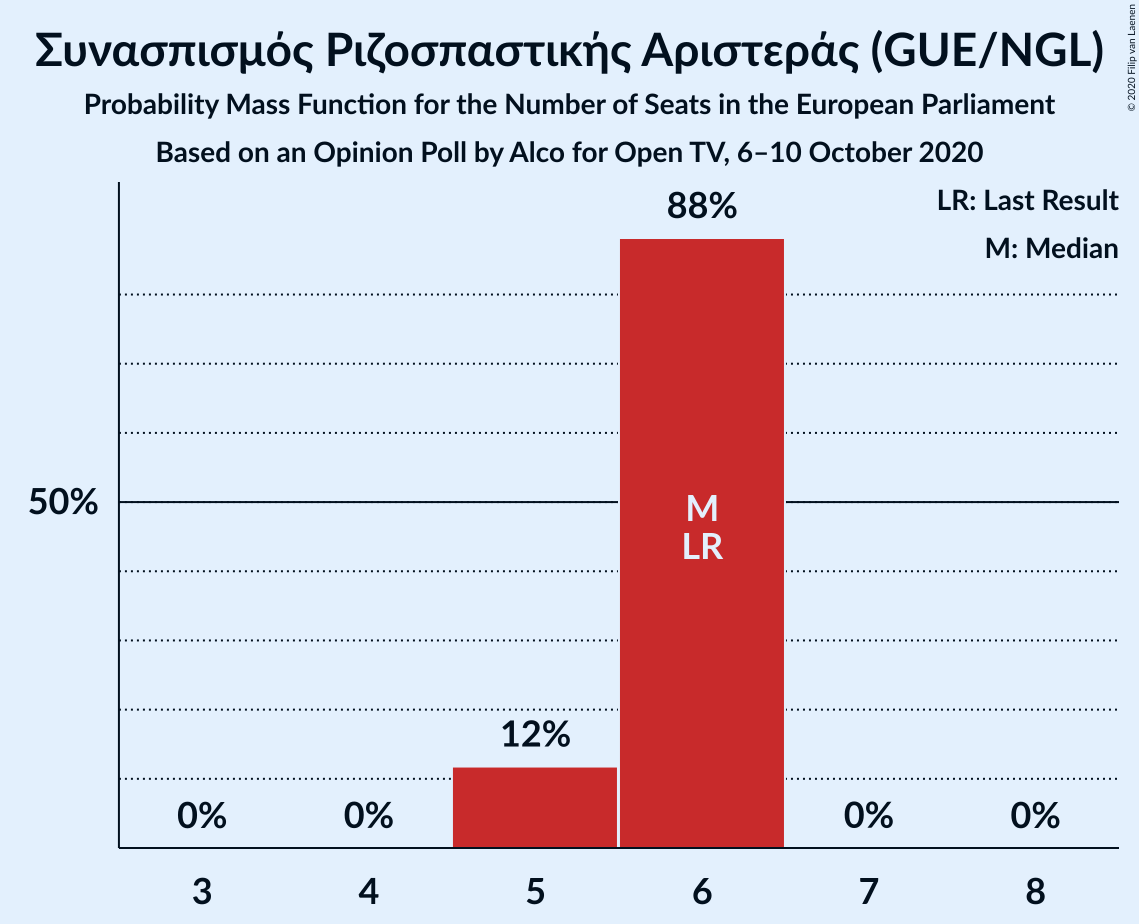 Συνασπισμός Ριζοσπαστικής Αριστεράς (GUE/NGL)
Probability Mass Function for the Number of Seats in the European Parliament
Based on an Opinion Poll by Alco for Open TV, 6–10 October 2020
© 2020 Filip van Laenen
LR: Last Result
M: Median
88%
50%
M
LR
12%
0% 0% 0% 0%
3 4 5 6 7 8